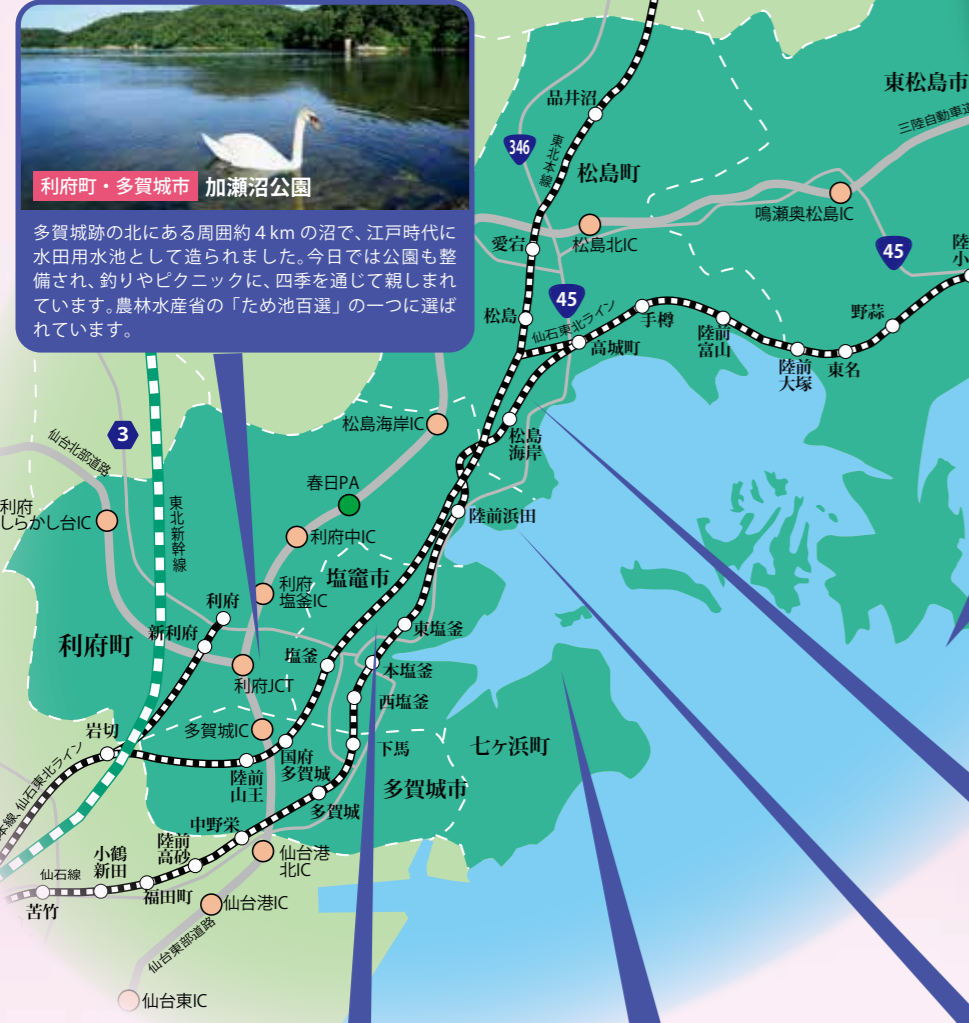 利府町・多賀城市 加瀬沼公園
多賀城跡の北にある周囲約４kmの沼で、江戸時代に
水田用水池として造られました。今日では公園も整
備され、釣りやピクニックに、四季を通じて親しまれ
ています。農林水産省の「ため池百選」の一つに選ば
れています。
品井沼
東松島市
三陸自動車道
346
東北本線
松島町
鳴瀬奥松島IC
愛宕
松島北IC
45
陸
小
45
松島
仙石東北ライン
手樽
野蒜
高城町
陸前
富山
陸前
大塚
東名
松島海岸IC
松島
海岸
3
仙台北部道路
春日PA
利府
しらかし台IC
東北新幹線
陸前浜田
利府中IC
塩竈市
利府
塩釜IC
利府
新利府
東塩釜
利府町
塩釜
本塩釜
利府JCT
西塩釜
岩切
多賀城IC
国府
多賀城
下馬
七ヶ浜町
陸前
山王
多賀城市
本線、仙石東北ライン
多賀城
中野栄
陸前
高砂
小鶴
新田
仙台港
北IC
仙石線
福田町
苦竹
仙台港IC
仙台東部道路
仙台東IC